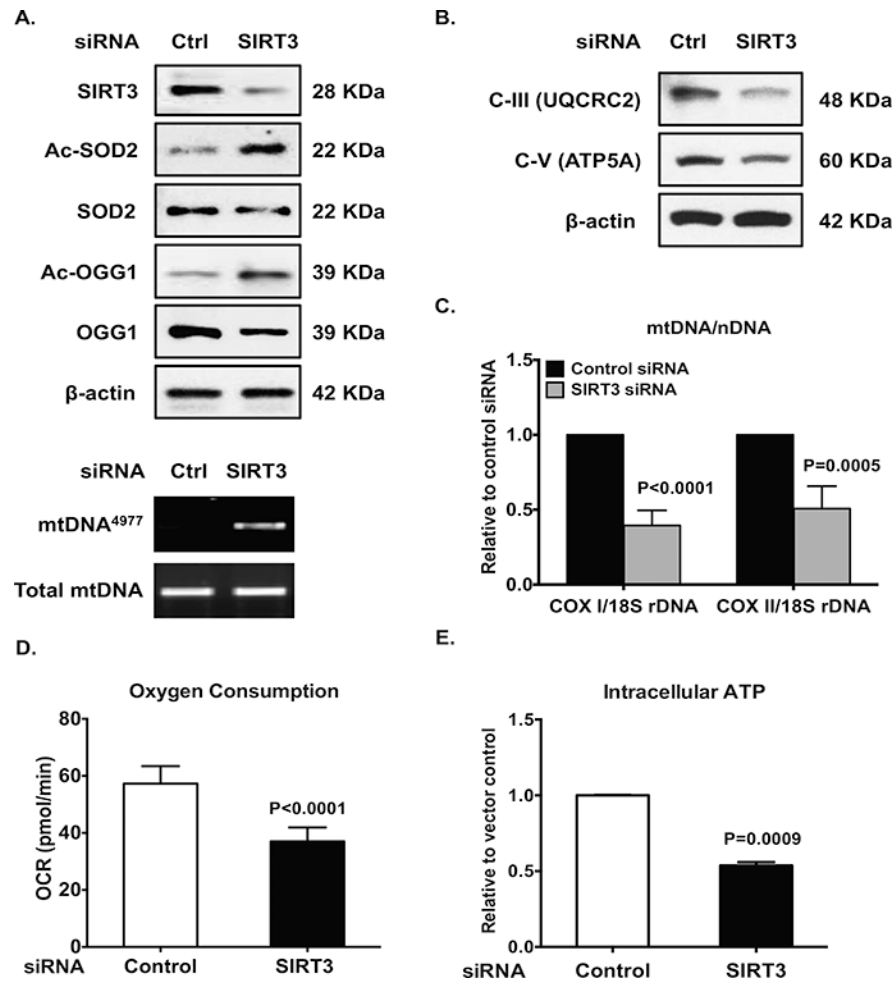 A.
siRNA Ctrl SIRT3
SIRT3 28 KDa
Ac-SOD2 22 KDa
SOD2 22 KDa
Ac-OGG1 39 KDa
OGG1 39 KDa
β-actin 42 KDa
siRNA Ctrl SIRT3
mtDNA⁴⁹⁷⁷
Total mtDNA
B.
siRNA Ctrl SIRT3
C-III (UQCRC2) 48 KDa
C-V (ATP5A) 60 KDa
β-actin 42 KDa
C.
mtDNA/nDNA
Relative to control siRNA
1.5
1.0
0.5
0.0
Control siRNA
SIRT3 siRNA
P<0.0001
P=0.0005
COX I/18S rDNA COX II/18S rDNA
D.
Oxygen Consumption
OCR (pmol/min)
80
60
40
20
0
P<0.0001
siRNA Control SIRT3
E.
Intracellular ATP
Relative to vector control
1.5
1.0
0.5
0.0
P=0.0009
siRNA Control SIRT3